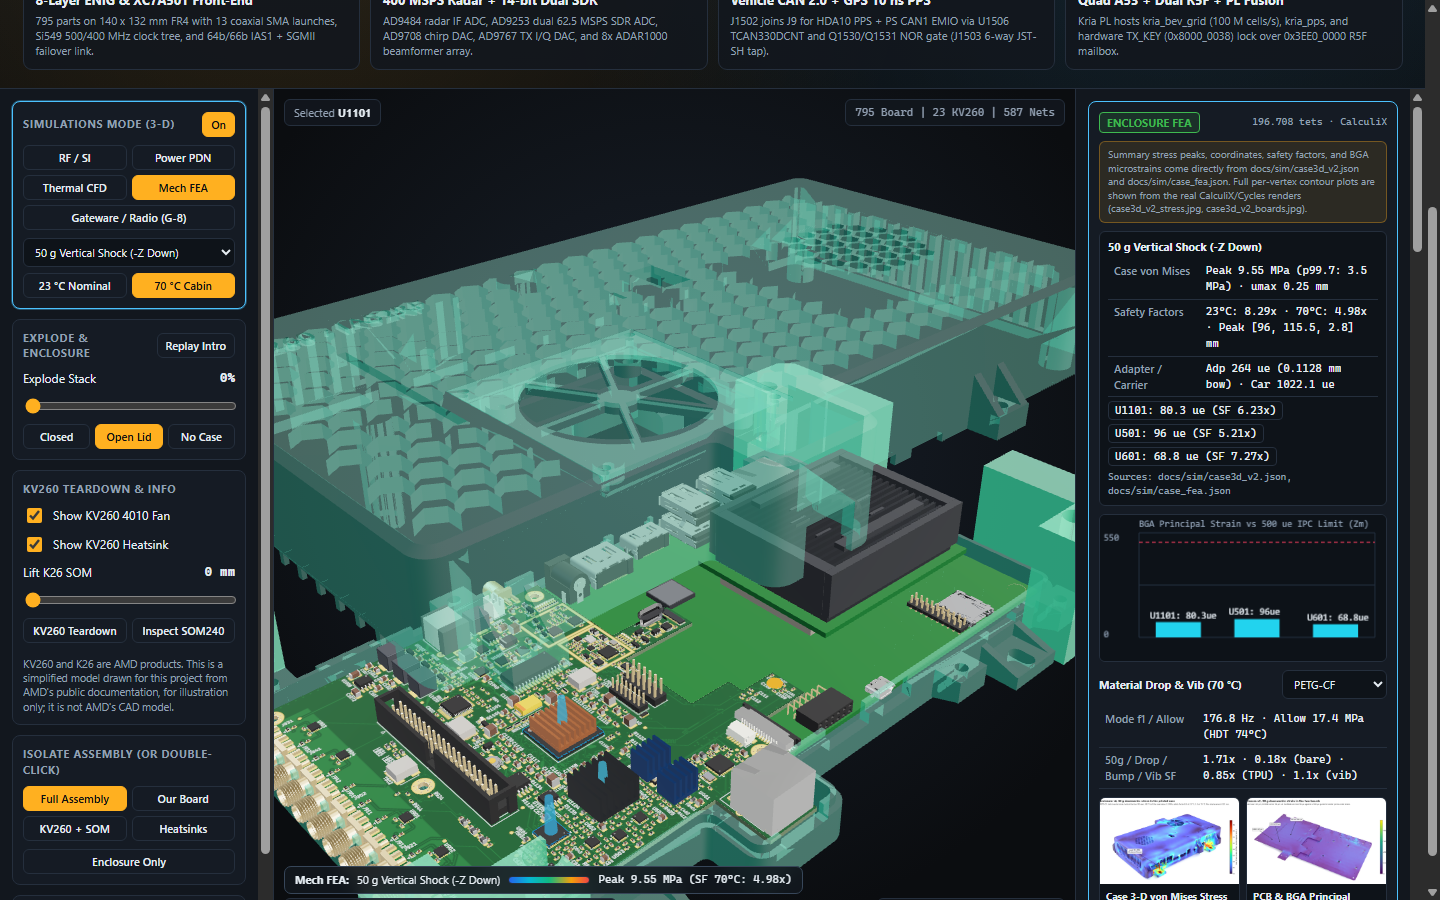 8-Layer ENIG & XC7A50T Front-End
795 parts on 140 x 132 mm FR4 with 13 coaxial SMA launches,
Si549 500/400 MHz clock tree, and 64b/66b IAS1 + SGMII
failover link.
400 MSPS Radar + 14-bit Dual SDR
AD9484 radar IF ADC, AD9253 dual 62.5 MSPS SDR ADC,
AD9708 chirp DAC, AD9767 TX I/Q DAC, and 8x ADAR1000
beamformer array.
Vehicle CAN 2.0 + GPS 10 ns PPS
J1502 joins J9 for HDA10 PPS + PS CAN1 EMIO via U1506
TCAN330DCNT and Q1530/Q1531 NOR gate (J1503 6-way JST-
SH tap).
Quad A53 + Dual R5F + PL Fusion
Kria PL hosts kria_bev_grid (100 M cells/s), kria_pps, and
hardware TX_KEY (0x8000_0038) lock over 0x3EE0_0000 R5F
mailbox.
SIMULATIONS MODE (3-D)
On
RF / SI
Power PDN
Thermal CFD
Mech FEA
Gateware / Radio (G-8)
50 g Vertical Shock (-Z Down)
23 °C Nominal
70 °C Cabin
EXPLODE &
ENCLOSURE
Replay Intro
Explode Stack
0%
Closed
Open Lid
No Case
KV260 TEARDOWN & INFO
Show KV260 4010 Fan
Show KV260 Heatsink
Lift K26 SOM
0 mm
KV260 Teardown
Inspect SOM240
KV260 and K26 are AMD products. This is a
simplified model drawn for this project from
AMD's public documentation, for illustration
only; it is not AMD's CAD model.
ISOLATE ASSEMBLY (OR DOUBLE-
CLICK)
Full Assembly
Our Board
KV260 + SOM
Heatsinks
Enclosure Only
Selected U1101
795 Board | 23 KV260 | 587 Nets
Mech FEA: 50 g Vertical Shock (-Z Down)
Peak 9.55 MPa (SF 70°C: 4.98x)
ENCLOSURE FEA
196.708 tets · CalculiX
Summary stress peaks, coordinates, safety factors, and BGA
microstrains come directly from docs/sim/case3d_v2.json
and docs/sim/case_fea.json. Full per-vertex contour plots are
shown from the real CalculiX/Cycles renders
(case3d_v2_stress.jpg, case3d_v2_boards.jpg).
50 g Vertical Shock (-Z Down)
Case von Mises
Peak 9.55 MPa (p99.7: 3.5
MPa) · umax 0.25 mm
Safety Factors
23°C: 8.29x · 70°C: 4.98x
· Peak [96, 115.5, 2.8]
mm
Adapter /
Carrier
Adp 264 ue (0.1128 mm
bow) · Car 1022.1 ue
U1101: 80.3 ue (SF 6.23x)
U501: 96 ue (SF 5.21x)
U601: 68.8 ue (SF 7.27x)
Sources: docs/sim/case3d_v2.json,
docs/sim/case_fea.json
BGA Principal Strain vs 500 ue IPC Limit (Zm)
550
U1101: 80.3ue
U501: 96ue
U601: 68.8ue
0
Material Drop & Vib (70 °C)
PETG-CF
Mode f1 / Allow
176.8 Hz · Allow 17.4 MPa
(HDT 74°C)
50g / Drop /
Bump / Vib SF
1.71x · 0.18x (bare) ·
0.85x (TPU) · 1.1x (vib)
Case 3-D von Mises Stress
PCB & BGA Principal